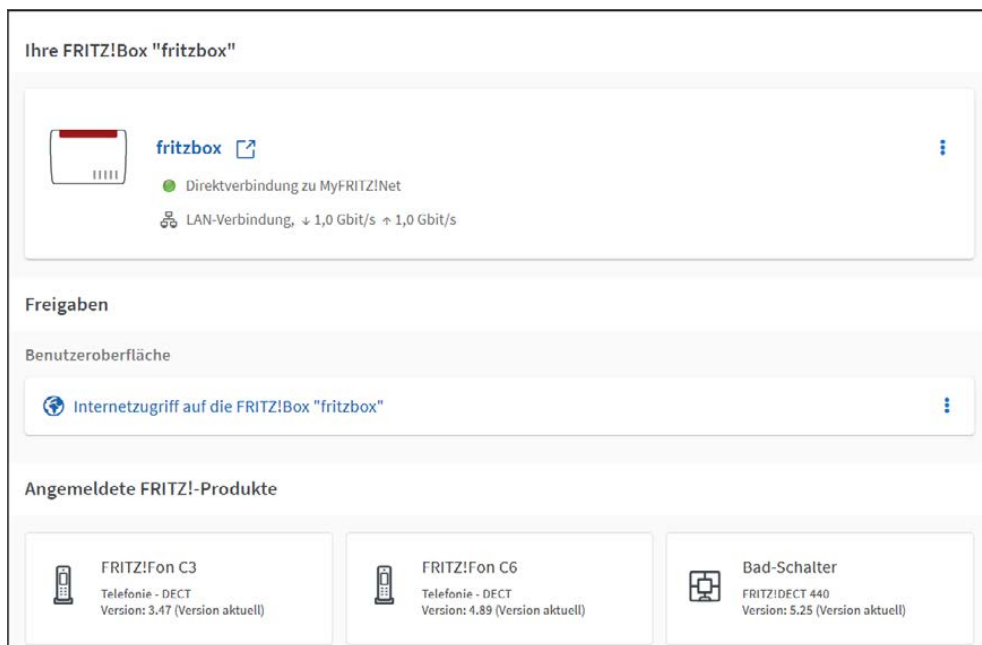 Ihre FRITZ!Box "fritzbox"
fritzbox
Direktverbindung zu MyFRITZ!Net
LAN-Verbindung, ↓ 1,0 Gbit/s ↑ 1,0 Gbit/s
Freigaben
Benutzeroberfläche
Internetzugriff auf die FRITZ!Box "fritzbox"
Angemeldete FRITZ!-Produkte
FRITZ!Fon C3
Telefonie - DECT
Version: 3.47 (Version aktuell)
FRITZ!Fon C6
Telefonie - DECT
Version: 4.89 (Version aktuell)
Bad-Schalter
FRITZ!DECT 440
Version: 5.25 (Version aktuell)